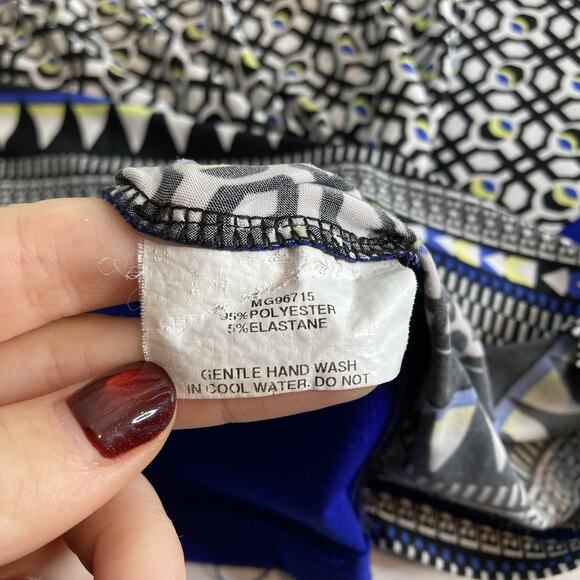 MG96715
95%POLYESTER
5%ELASTANE
GENTLE HAND WASH
IN COOL WATER. DO NOT